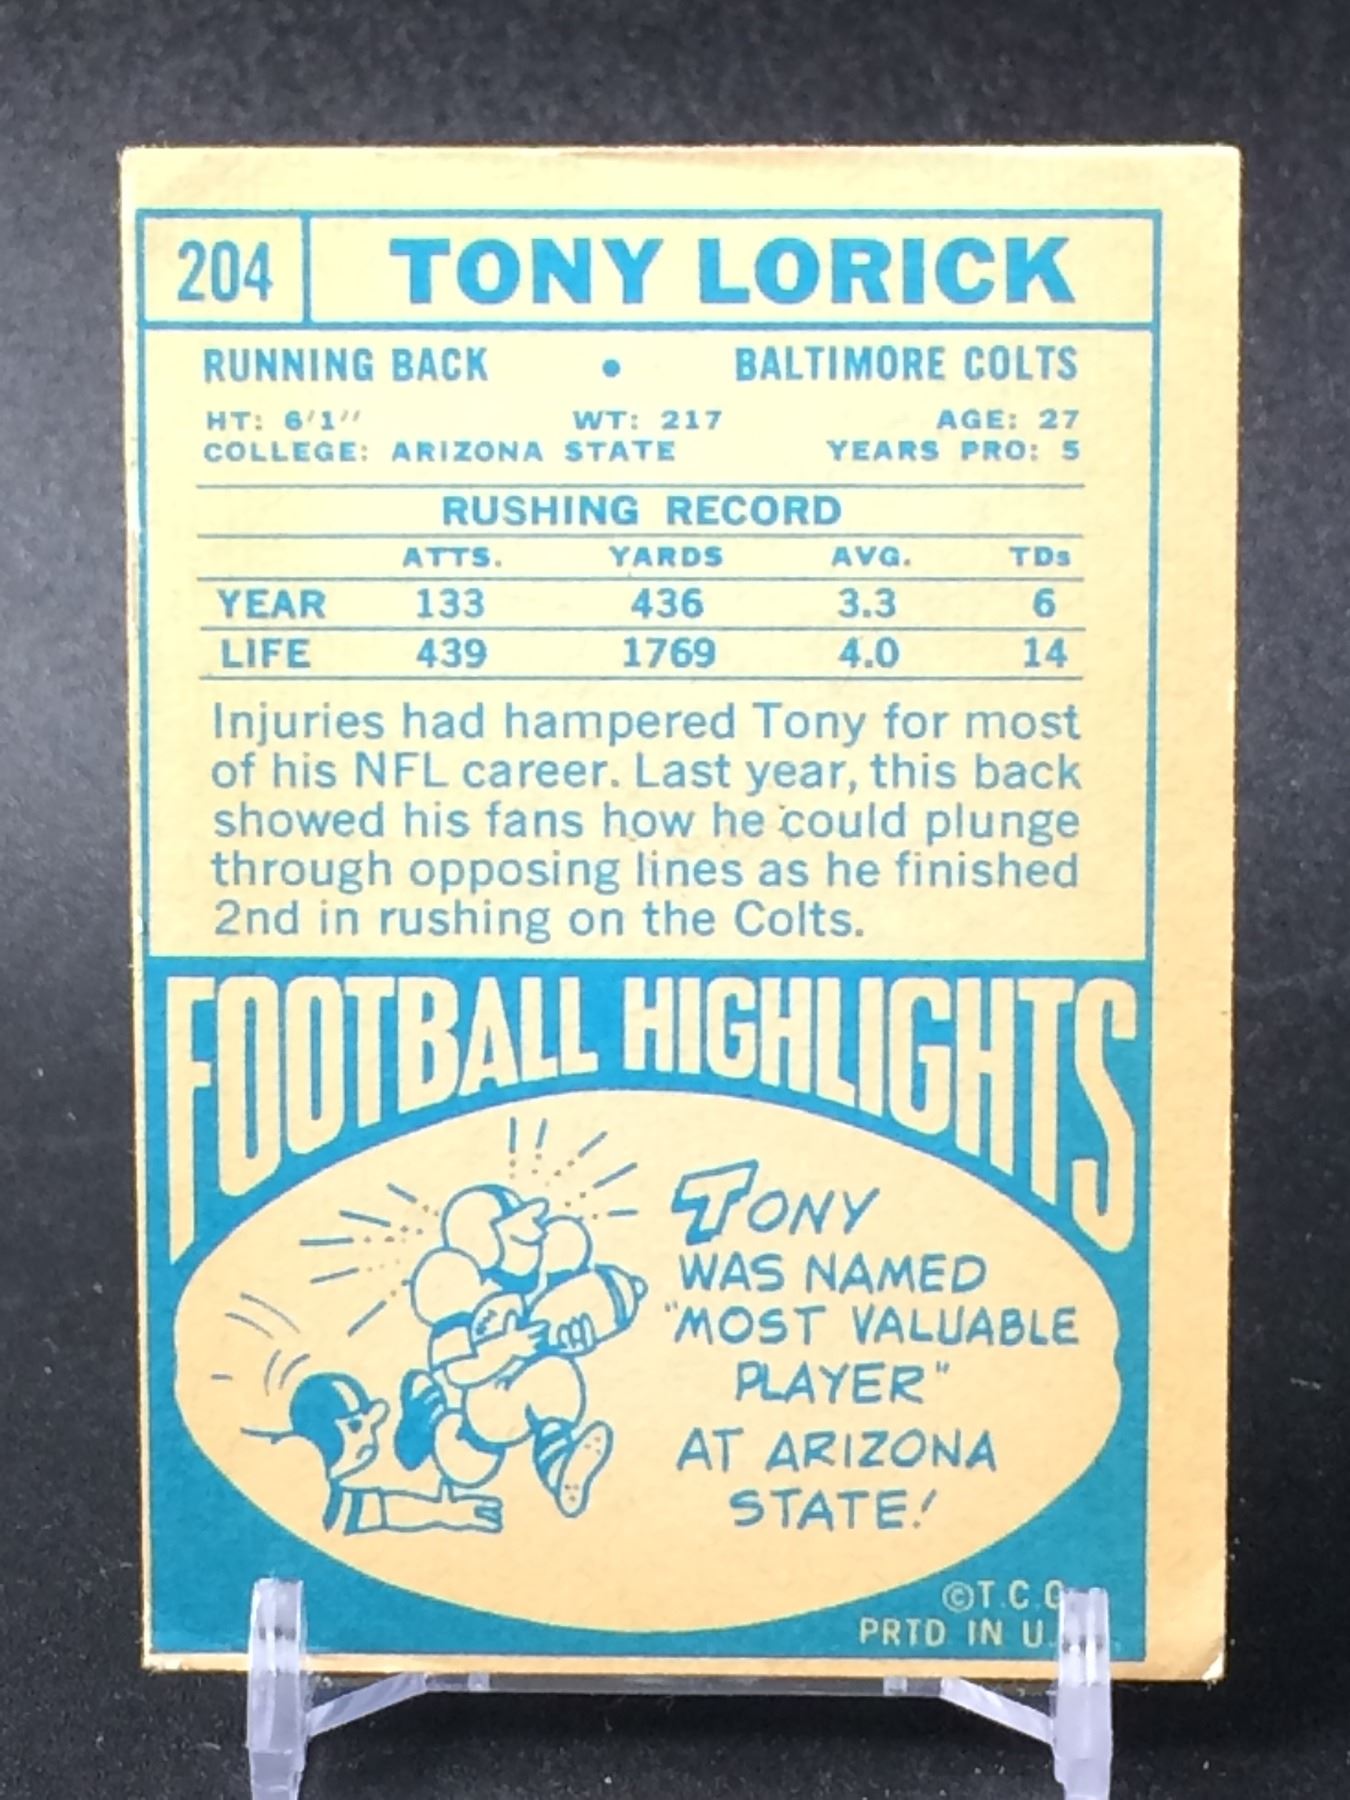 204 TONY LORICK
RUNNING BACK • BALTIMORE COLTS
HT: 6'1" WT: 217 AGE: 27
COLLEGE: ARIZONA STATE YEARS PRO: 5
RUSHING RECORD
ATTS. YARDS AVG. TDs
YEAR 133 436 3.3 6
LIFE 439 1769 4.0 14
Injuries had hampered Tony for most
of his NFL career. Last year, this back
showed his fans how he could plunge
through opposing lines as he finished
2nd in rushing on the Colts.
FOOTBALL HIGHLIGHTS
TONY
WAS NAMED
"MOST VALUABLE
PLAYER"
AT ARIZONA
STATE!
©T.C.G.
PRTD IN U.